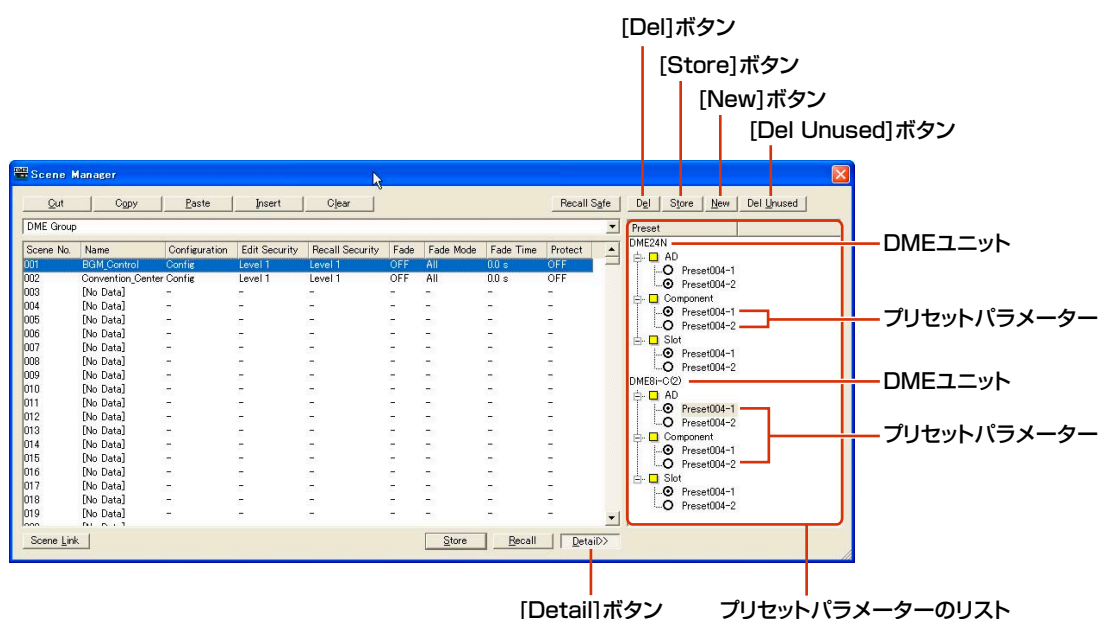 [Del]ボタン
[Store]ボタン
[New]ボタン
[Del Unused]ボタン
Scene Manager
Cut Copy Paste Insert Clear Recall Safe Del Store New Del Unused
DME Group
Preset
Scene No. Name Configuration Edit Security Recall Security Fade Fade Mode Fade Time Protect
001 BGM_Control Config Level 1 Level 1 OFF All 0.0 s OFF
002 Convention_Center Config Level 1 Level 1 OFF All 0.0 s OFF
003 [No Data] - - - - - - -
004 [No Data] - - - - - - -
005 [No Data] - - - - - - -
006 [No Data] - - - - - - -
007 [No Data] - - - - - - -
008 [No Data] - - - - - - -
009 [No Data] - - - - - - -
010 [No Data] - - - - - - -
011 [No Data] - - - - - - -
012 [No Data] - - - - - - -
013 [No Data] - - - - - - -
014 [No Data] - - - - - - -
015 [No Data] - - - - - - -
016 [No Data] - - - - - - -
017 [No Data] - - - - - - -
018 [No Data] - - - - - - -
019 [No Data] - - - - - - -
DME24N
AD
Preset004-1
Preset004-2
Component
Preset004-1
Preset004-2
Slot
Preset004-1
Preset004-2
DME8i-C(2)
AD
Preset004-1
Preset004-2
Component
Preset004-1
Preset004-2
Slot
Preset004-1
Preset004-2
DMEユニット
プリセットパラメーター
DMEユニット
プリセットパラメーター
Scene Link Store Recall Detail>>
[Detail]ボタン
プリセットパラメーターのリスト